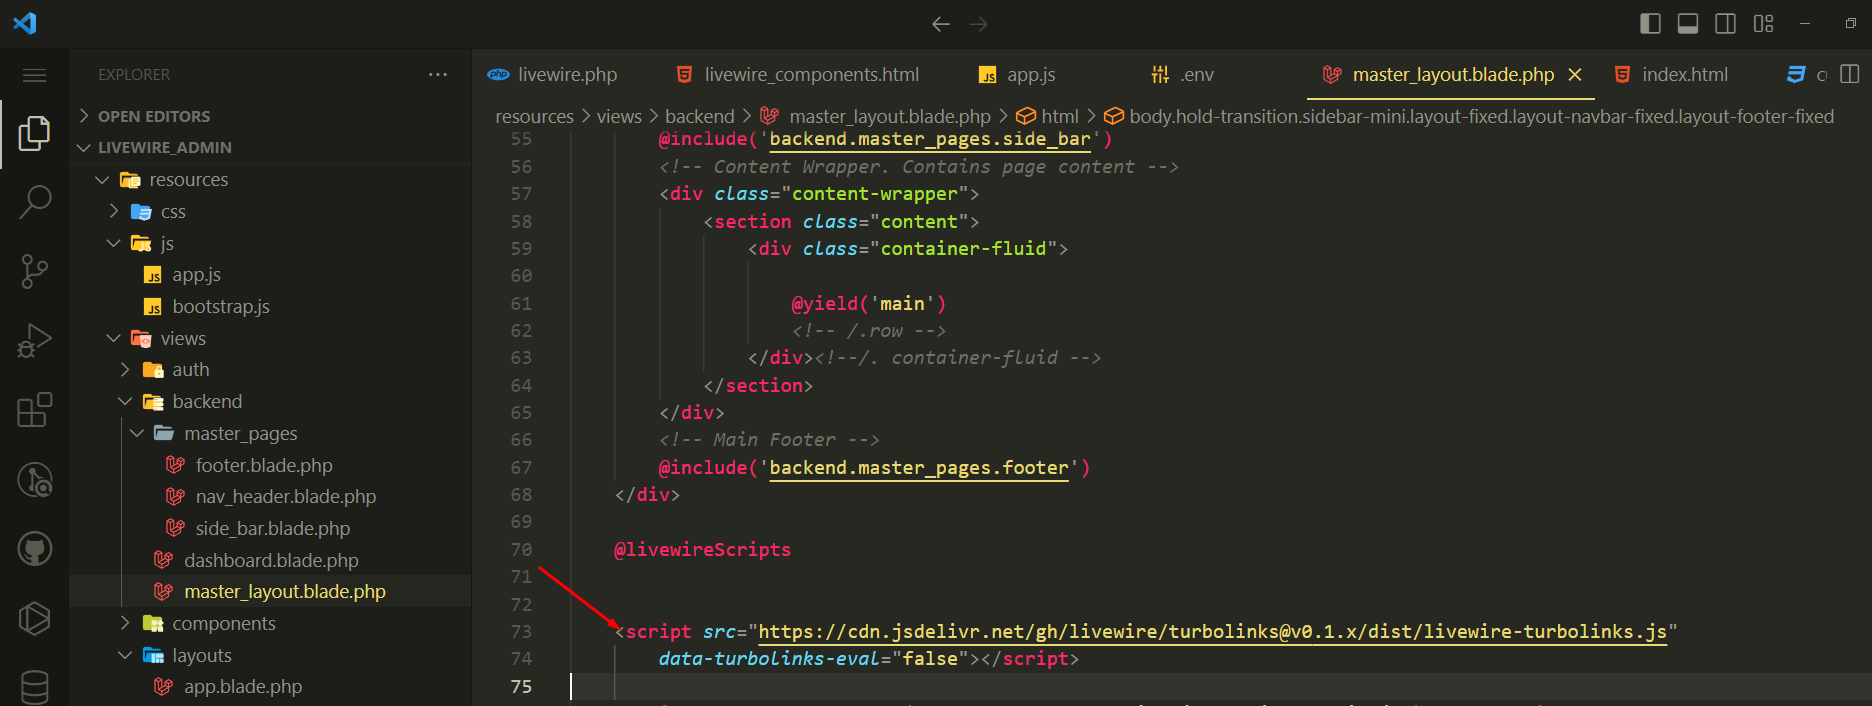 EXPLORER
OPEN EDITORS
LIVEWIRE_ADMIN
resources
css
js
app.js
bootstrap.js
views
auth
backend
master_pages
footer.blade.php
nav_header.blade.php
side_bar.blade.php
dashboard.blade.php
master_layout.blade.php
components
layouts
app.blade.php
php livewire.php livewire_components.html JS app.js .env master_layout.blade.php index.html
resources > views > backend > master_layout.blade.php > html > body.hold-transition.sidebar-mini.layout-fixed.layout-navbar-fixed.layout-footer-fixed
55 @include('backend.master_pages.side_bar')
56 <!-- Content Wrapper. Contains page content -->
57 <div class="content-wrapper">
58 <section class="content">
59 <div class="container-fluid">
60
61 @yield('main')
62 <!-- /.row -->
63 </div><!--/. container-fluid -->
64 </section>
65 </div>
66 <!-- Main Footer -->
67 @include('backend.master_pages.footer')
68 </div>
69
70 @livewireScripts
71
72
73 <script src="https://cdn.jsdelivr.net/gh/livewire/turbolinks@v0.1.x/dist/livewire-turbolinks.js"
74 data-turbolinks-eval="false"></script>
75